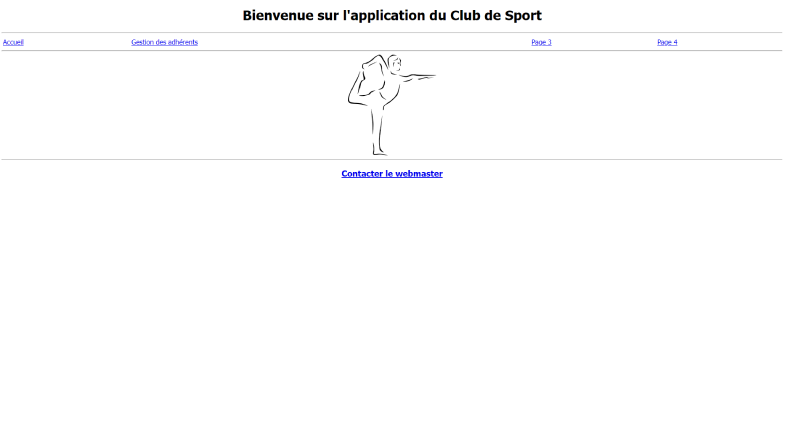 Bienvenue sur l'application du Club de Sport
Accueil Gestion des adhérents Page 3 Page 4
Contacter le webmaster